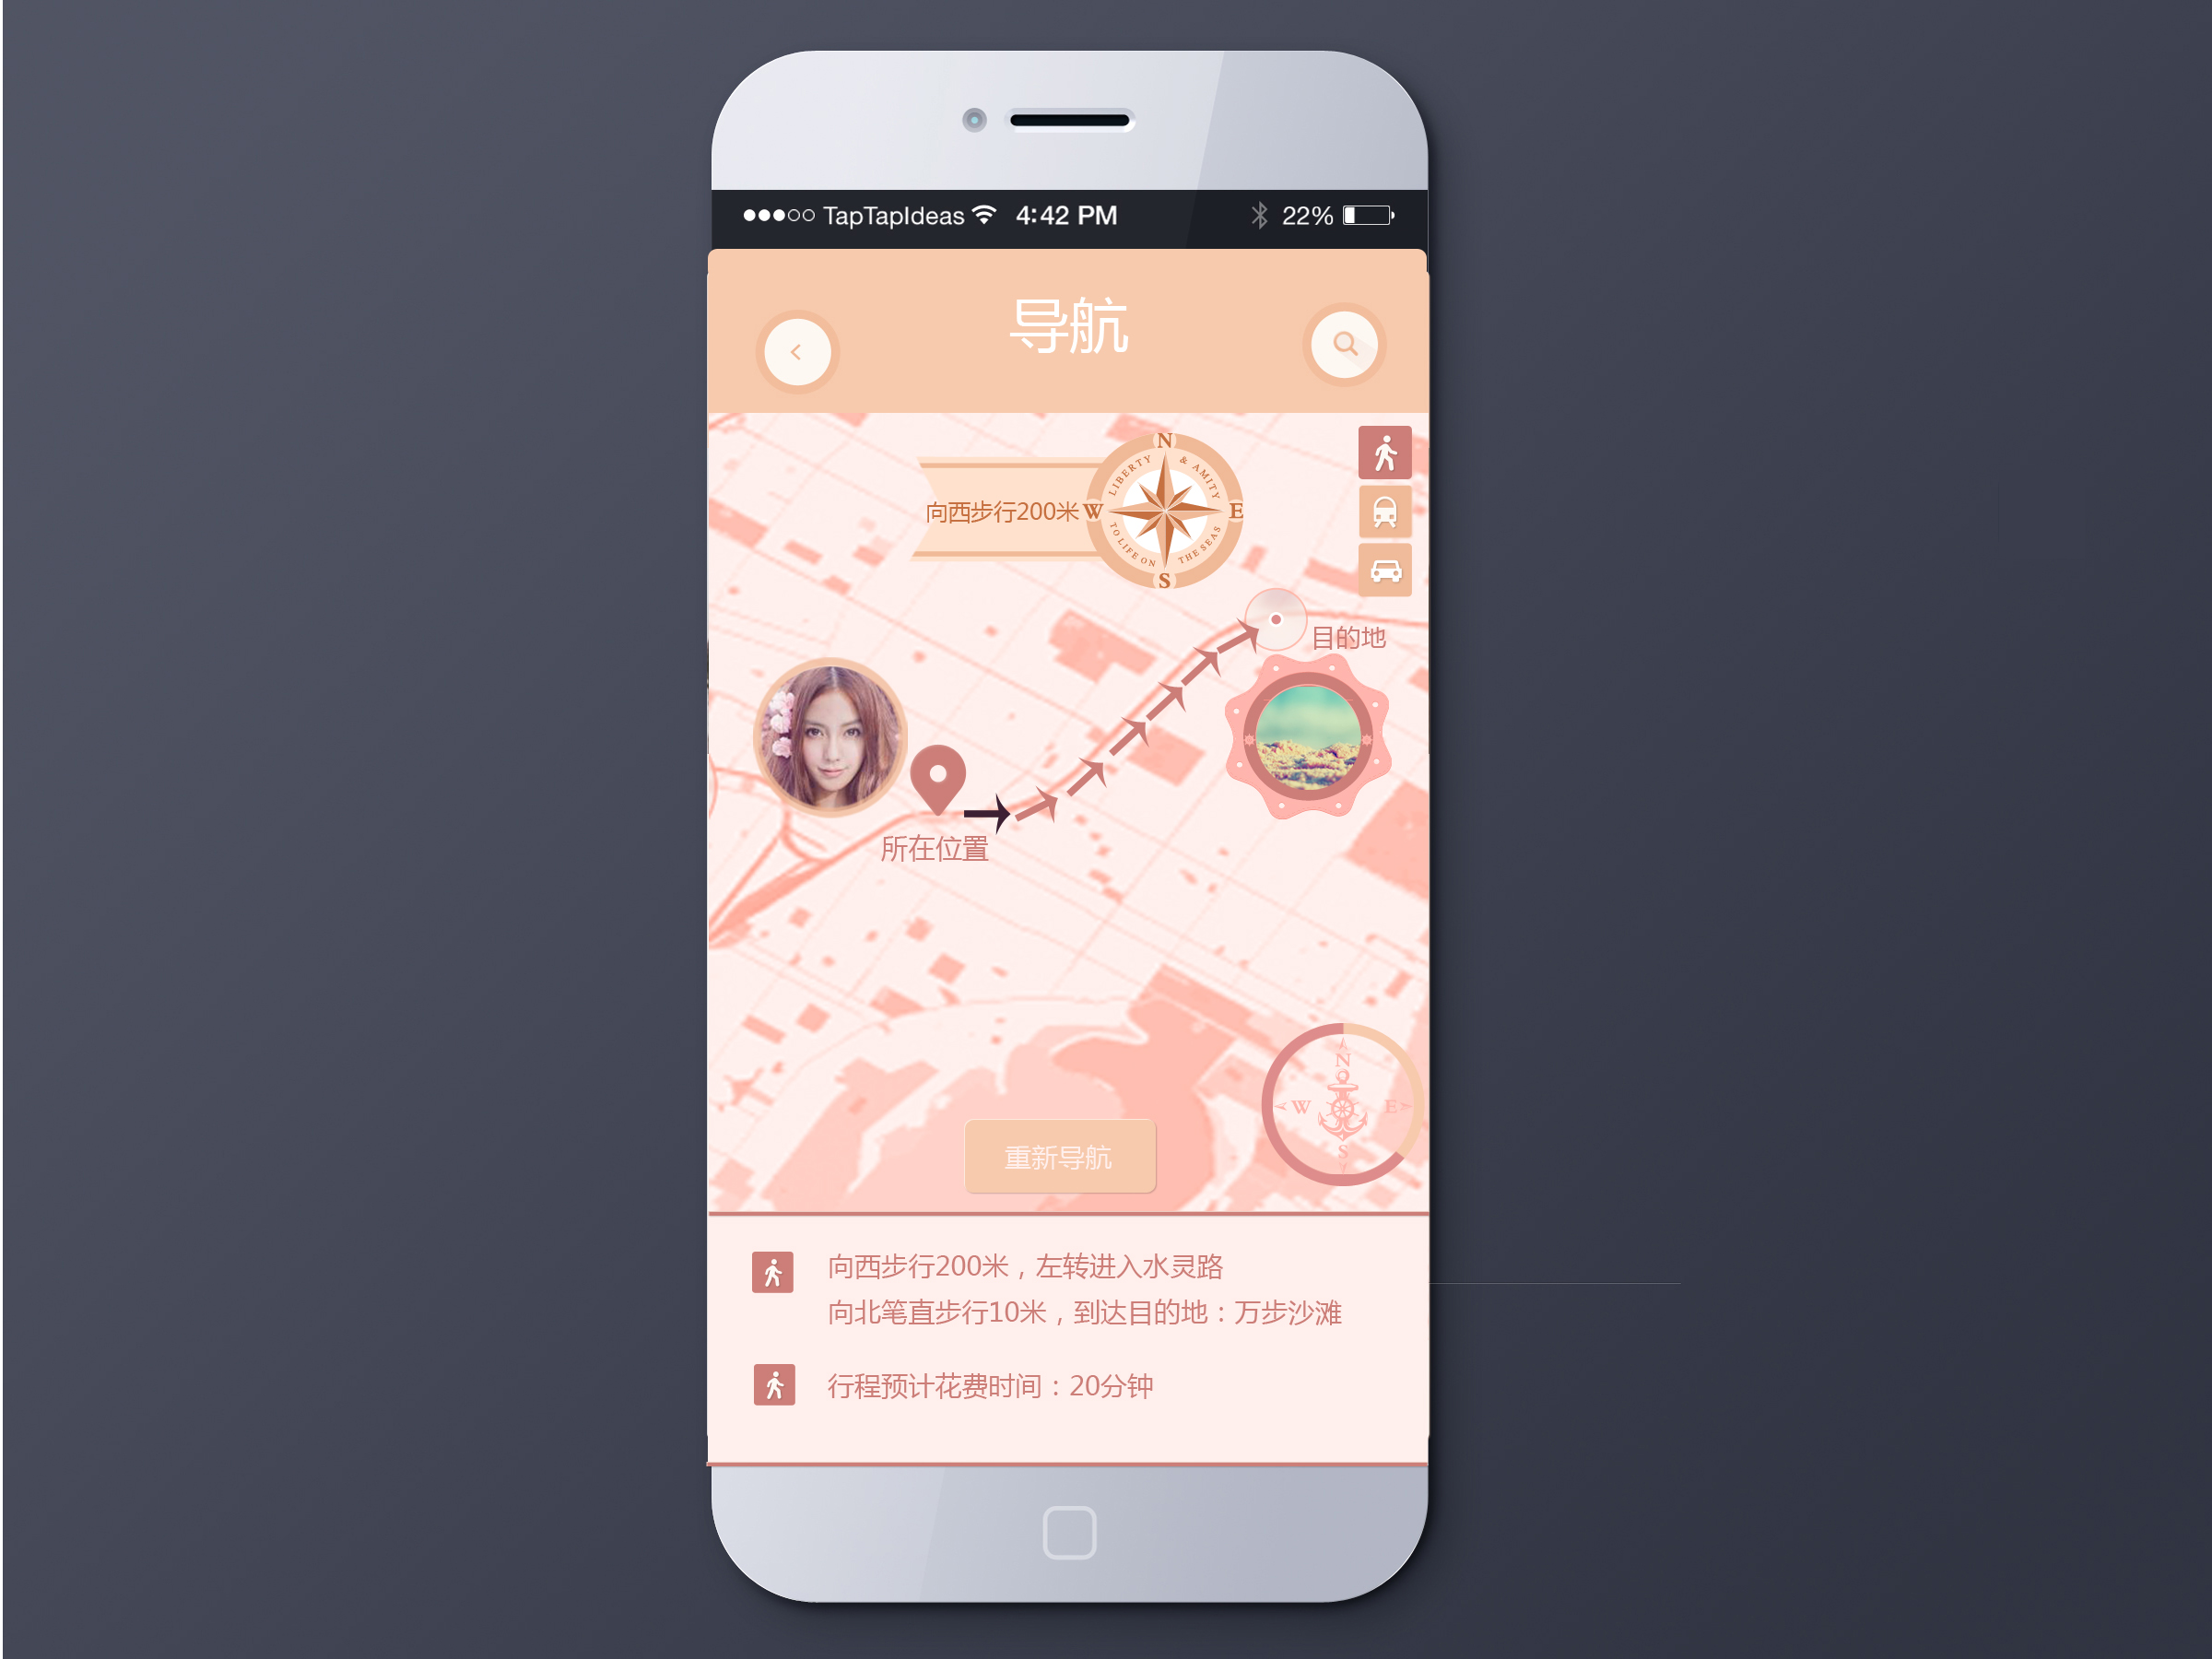 TapTapIdeas 4:42 PM 22%
导航
N
LIBERTY & AMITY
向西步行200米
W E
TO LIFE ON THE SEAS
S
目的地
所在位置
N
W E
S
重新导航
向西步行200米，左转进入水灵路
向北笔直步行10米，到达目的地：万步沙滩
行程预计花费时间：20分钟